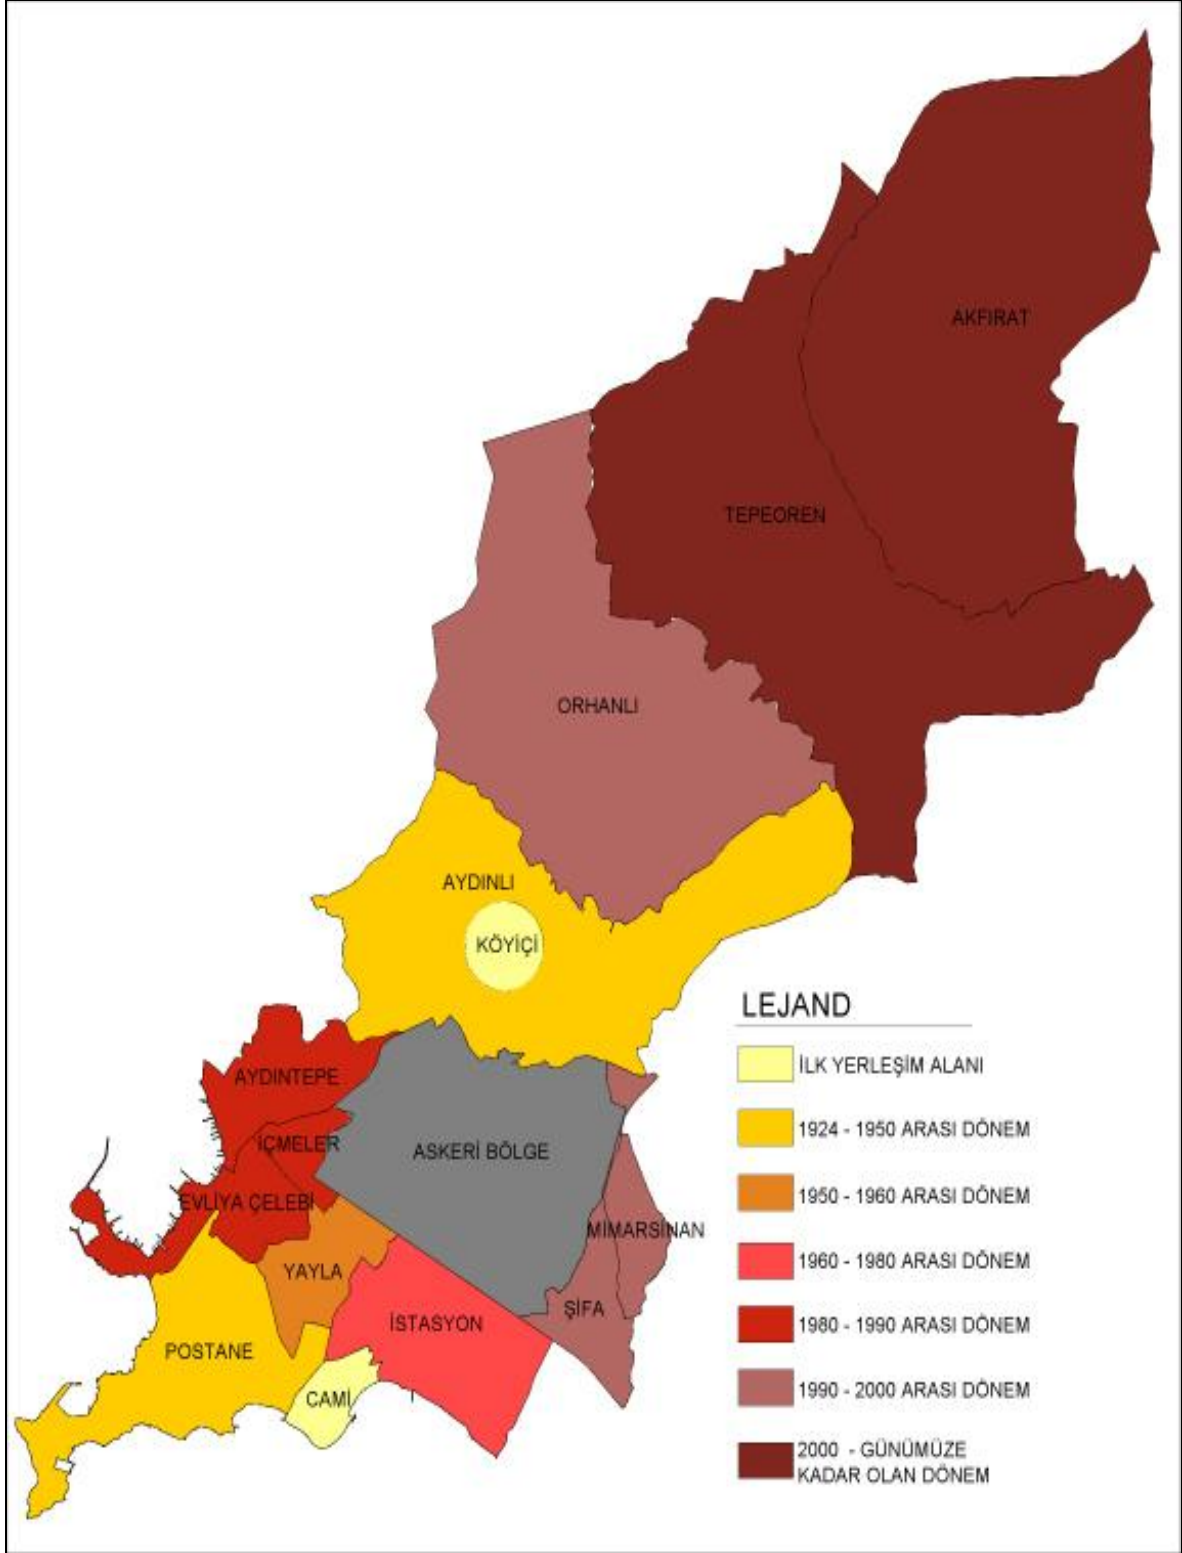 AKFIRAT
TEPEOREN
ORHANLI
AYDINLI
KÖYİÇİ
LEJAND
İLK YERLEŞİM ALANI
1924 - 1950 ARASI DÖNEM
1950 - 1960 ARASI DÖNEM
1960 - 1980 ARASI DÖNEM
1980 - 1990 ARASI DÖNEM
1990 - 2000 ARASI DÖNEM
2000 - GÜNÜMÜZE
KADAR OLAN DÖNEM
AYDINTEPE
İÇMELER
ASKERİ BÖLGE
EVLİYA ÇELEBİ
MİMARSİNAN
YAYLA
ŞİFA
İSTASYON
POSTANE
CAMİ